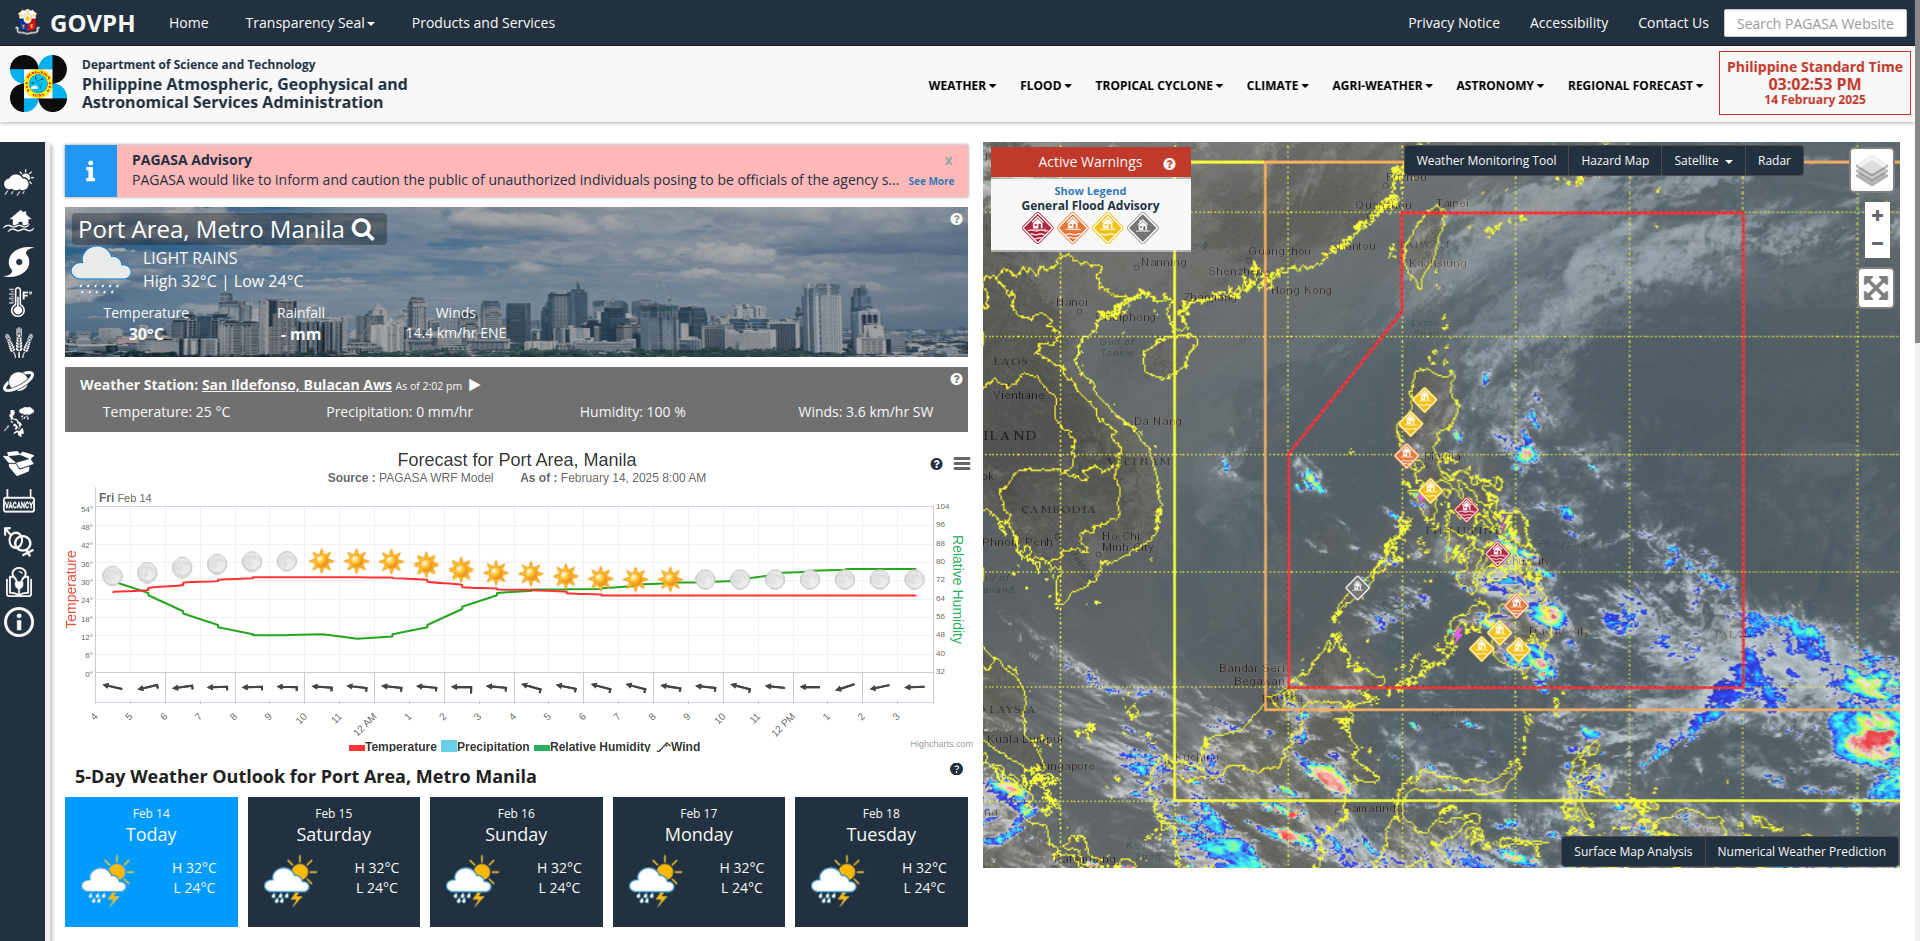 GOVPH
Home
Transparency Seal
Products and Services
Privacy Notice
Accessibility
Contact Us
Search PAGASA Website
Department of Science and Technology
Philippine Atmospheric, Geophysical and
Astronomical Services Administration
WEATHER
FLOOD
TROPICAL CYCLONE
CLIMATE
AGRI-WEATHER
ASTRONOMY
REGIONAL FORECAST
Philippine Standard Time
03:02:53 PM
14 February 2025
PAGASA Advisory
x
PAGASA would like to inform and caution the public of unauthorized individuals posing to be officials of the agency s... See More
Port Area, Metro Manila
LIGHT RAINS
High 32°C | Low 24°C
Temperature
Rainfall
Winds
30°C
- mm
14.4 km/hr ENE
Weather Station: San Ildefonso, Bulacan Aws As of 2:02 pm
Temperature: 25 °C
Precipitation: 0 mm/hr
Humidity: 100 %
Winds: 3.6 km/hr SW
Forecast for Port Area, Manila
Source : PAGASA WRF Model As of : February 14, 2025 8:00 AM
Fri Feb 14
54°
48°
42°
36°
30°
24°
18°
12°
6°
0°
Temperature
104
96
88
80
72
64
56
48
40
32
Relative Humidity
4 5 6 7 8 9 10 11 12 AM 1 2 3 4 5 6 7 8 9 10 11 12 PM 1 2 3
Temperature Precipitation Relative Humidity Wind
Highcharts.com
5-Day Weather Outlook for Port Area, Metro Manila
Feb 14
Today
H 32°C
L 24°C
Feb 15
Saturday
H 32°C
L 24°C
Feb 16
Sunday
H 32°C
L 24°C
Feb 17
Monday
H 32°C
L 24°C
Feb 18
Tuesday
H 32°C
L 24°C
VACANCY
Active Warnings
Show Legend
General Flood Advisory
Weather Monitoring Tool
Hazard Map
Satellite
Radar
+
−
Taipei
Guangzhou
Nanning
Shenzhen
Kaohsiung
Hong Kong
Hanoi
Zhanjiang
Haiphong
Gulf of
Tonkin
Luzon
LAOS
Vientiane
Da Nang
ILAND
VIETNAM
Manila
CAMBODIA
Phnom Penh
Ho Chi
Minh City
Davao City
Bandar Seri
Begawan
Kuala Lumpur
Singapore
Kuching
Samarinda
Surface Map Analysis
Numerical Weather Prediction